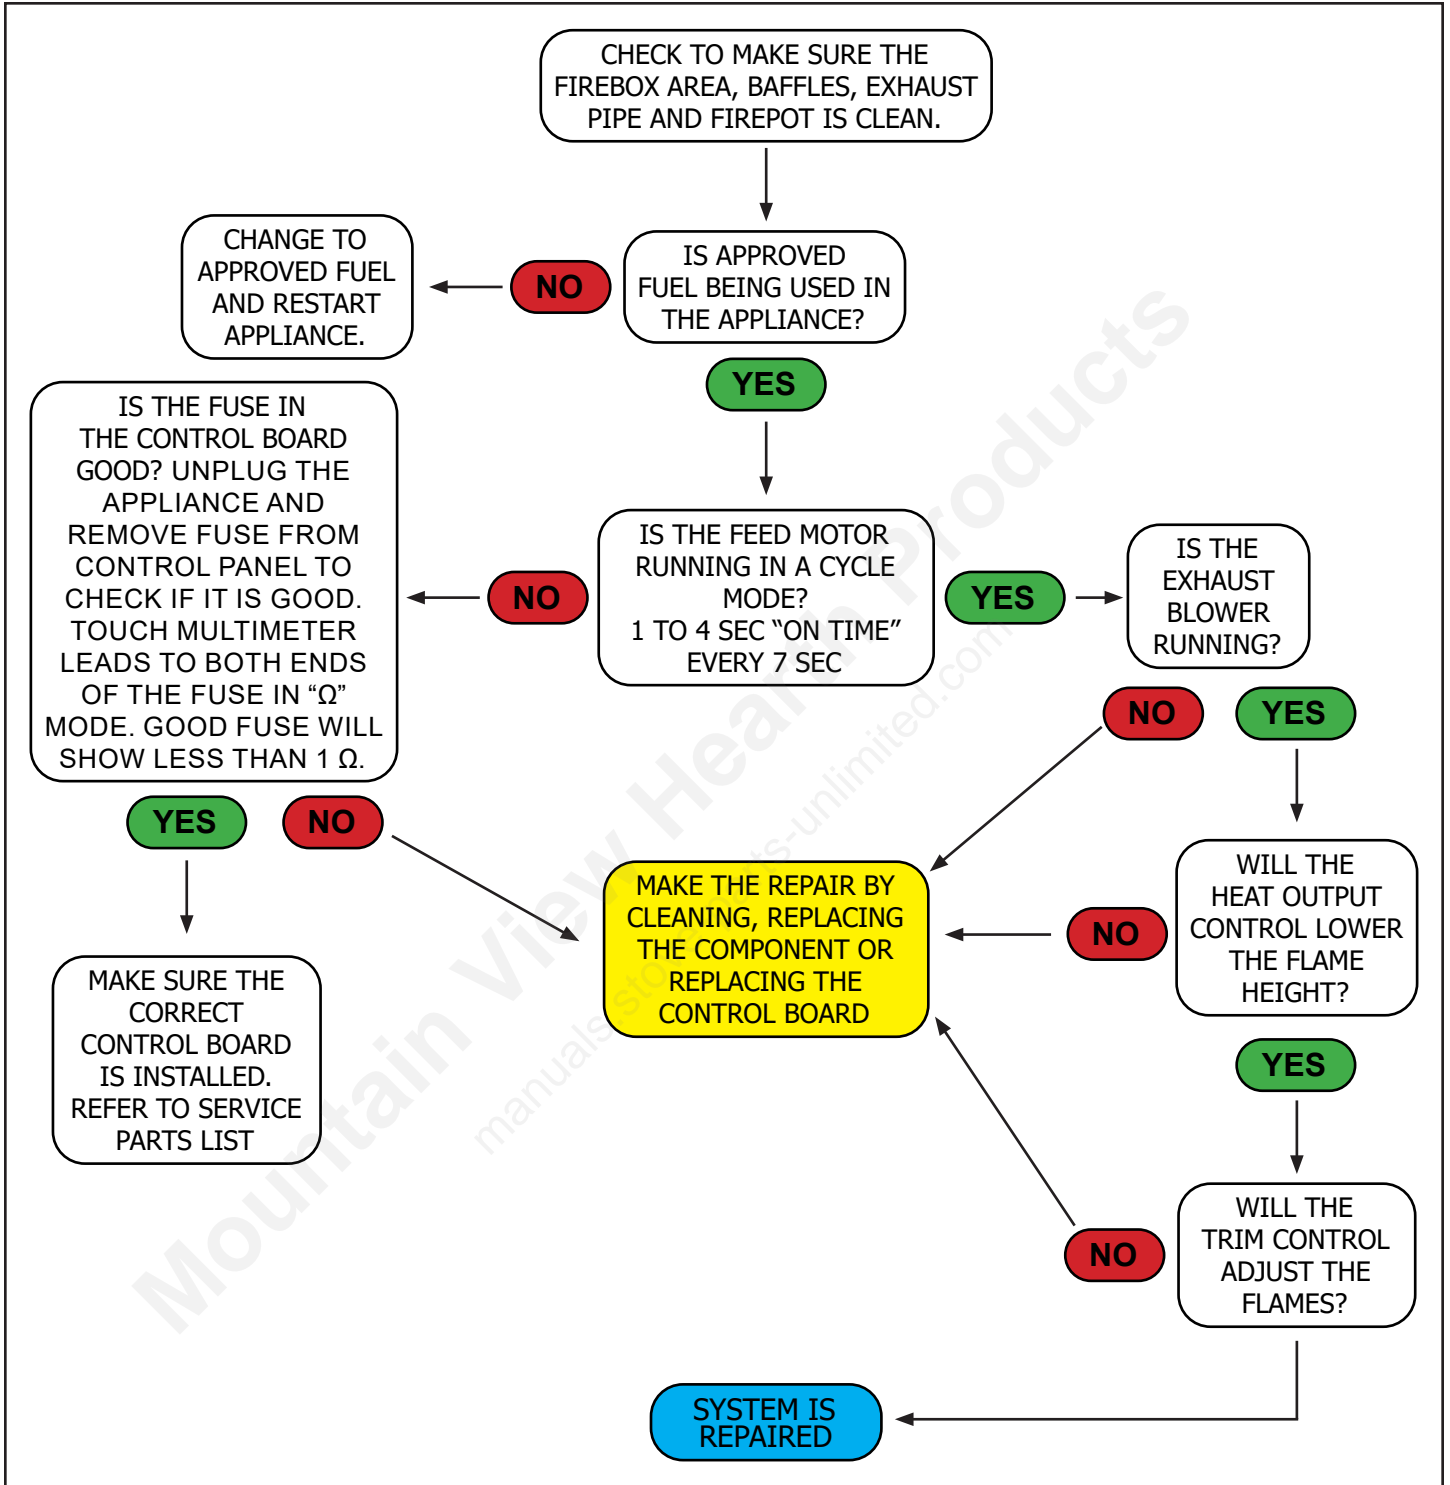 CHECK TO MAKE SURE THE
FIREBOX AREA, BAFFLES, EXHAUST
PIPE AND FIREPOT IS CLEAN.
CHANGE TO
APPROVED FUEL
AND RESTART
APPLIANCE.
NO
IS APPROVED
FUEL BEING USED IN
THE APPLIANCE?
YES
IS THE FUSE IN
THE CONTROL BOARD
GOOD? UNPLUG THE
APPLIANCE AND
REMOVE FUSE FROM
CONTROL PANEL TO
CHECK IF IT IS GOOD.
TOUCH MULTIMETER
LEADS TO BOTH ENDS
OF THE FUSE IN “Ω”
MODE. GOOD FUSE WILL
SHOW LESS THAN 1 Ω.
NO
IS THE FEED MOTOR
RUNNING IN A CYCLE
MODE?
1 TO 4 SEC “ON TIME”
EVERY 7 SEC
YES
IS THE
EXHAUST
BLOWER
RUNNING?
NO
YES
YES
NO
MAKE THE REPAIR BY
CLEANING, REPLACING
THE COMPONENT OR
REPLACING THE
CONTROL BOARD
NO
WILL THE
HEAT OUTPUT
CONTROL LOWER
THE FLAME
HEIGHT?
MAKE SURE THE
CORRECT
CONTROL BOARD
IS INSTALLED.
REFER TO SERVICE
PARTS LIST
YES
NO
WILL THE
TRIM CONTROL
ADJUST THE
FLAMES?
SYSTEM IS
REPAIRED
Mountain View Hearth Products
manuals.stove-parts-unlimited.com